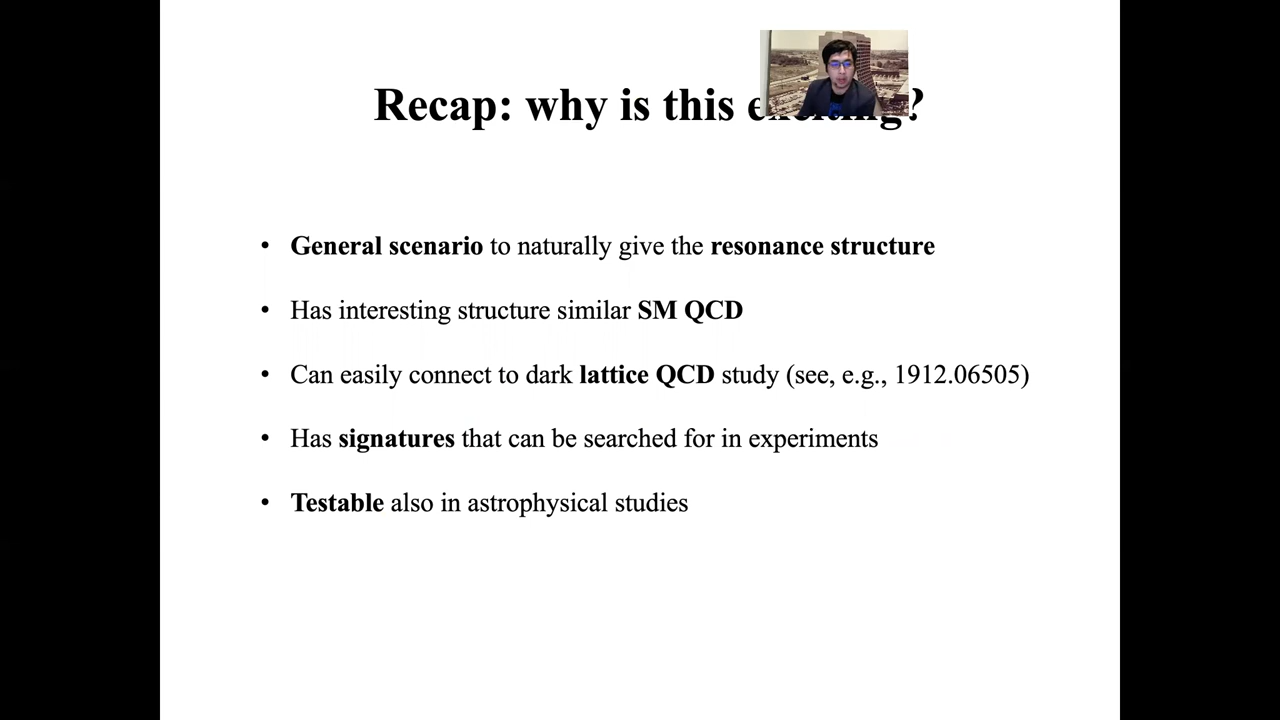 Recap: why is this
General scenario to naturally give the resonance structure
Has interesting structure similar SM QCD
Can easily connect to dark lattice QCD study (see, e.g., 1912.06505)
Has signatures that can be searched for in experiments
Testable also in astrophysical studies